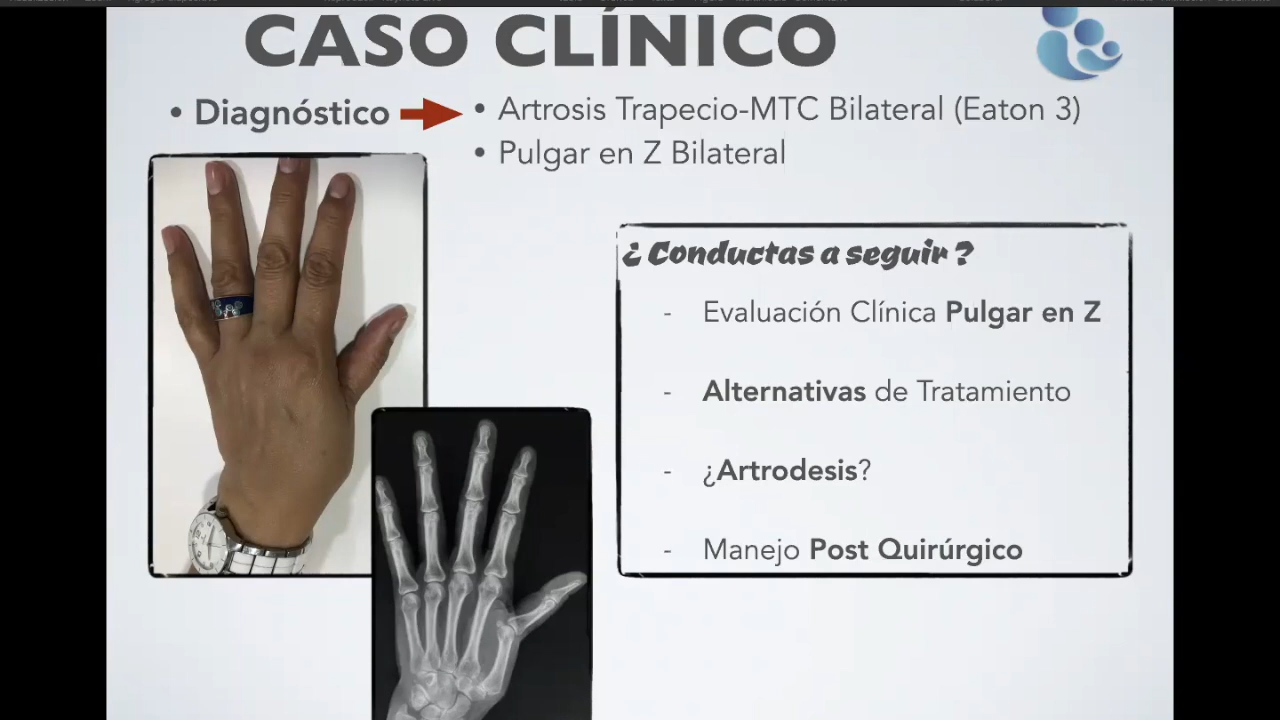 CASO CLÍNICO
• Diagnóstico
• Artrosis Trapecio-MTC Bilateral (Eaton 3)
• Pulgar en Z Bilateral
¿ Conductas a seguir ?
- Evaluación Clínica Pulgar en Z
- Alternativas de Tratamiento
- ¿Artrodesis?
- Manejo Post Quirúrgico